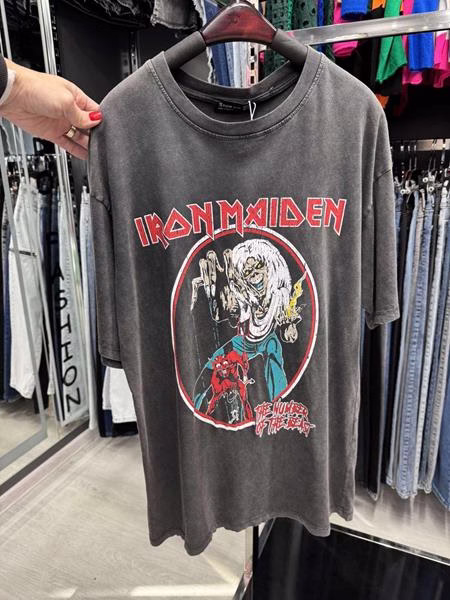 IRON MAIDEN
THE NUMBER
OF THE BEAST
FASHION